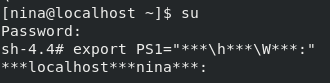 [nina@localhost ~]$ su
Password:
sh-4.4# export PS1="***\h***\W***:"
***localhost***nina***: